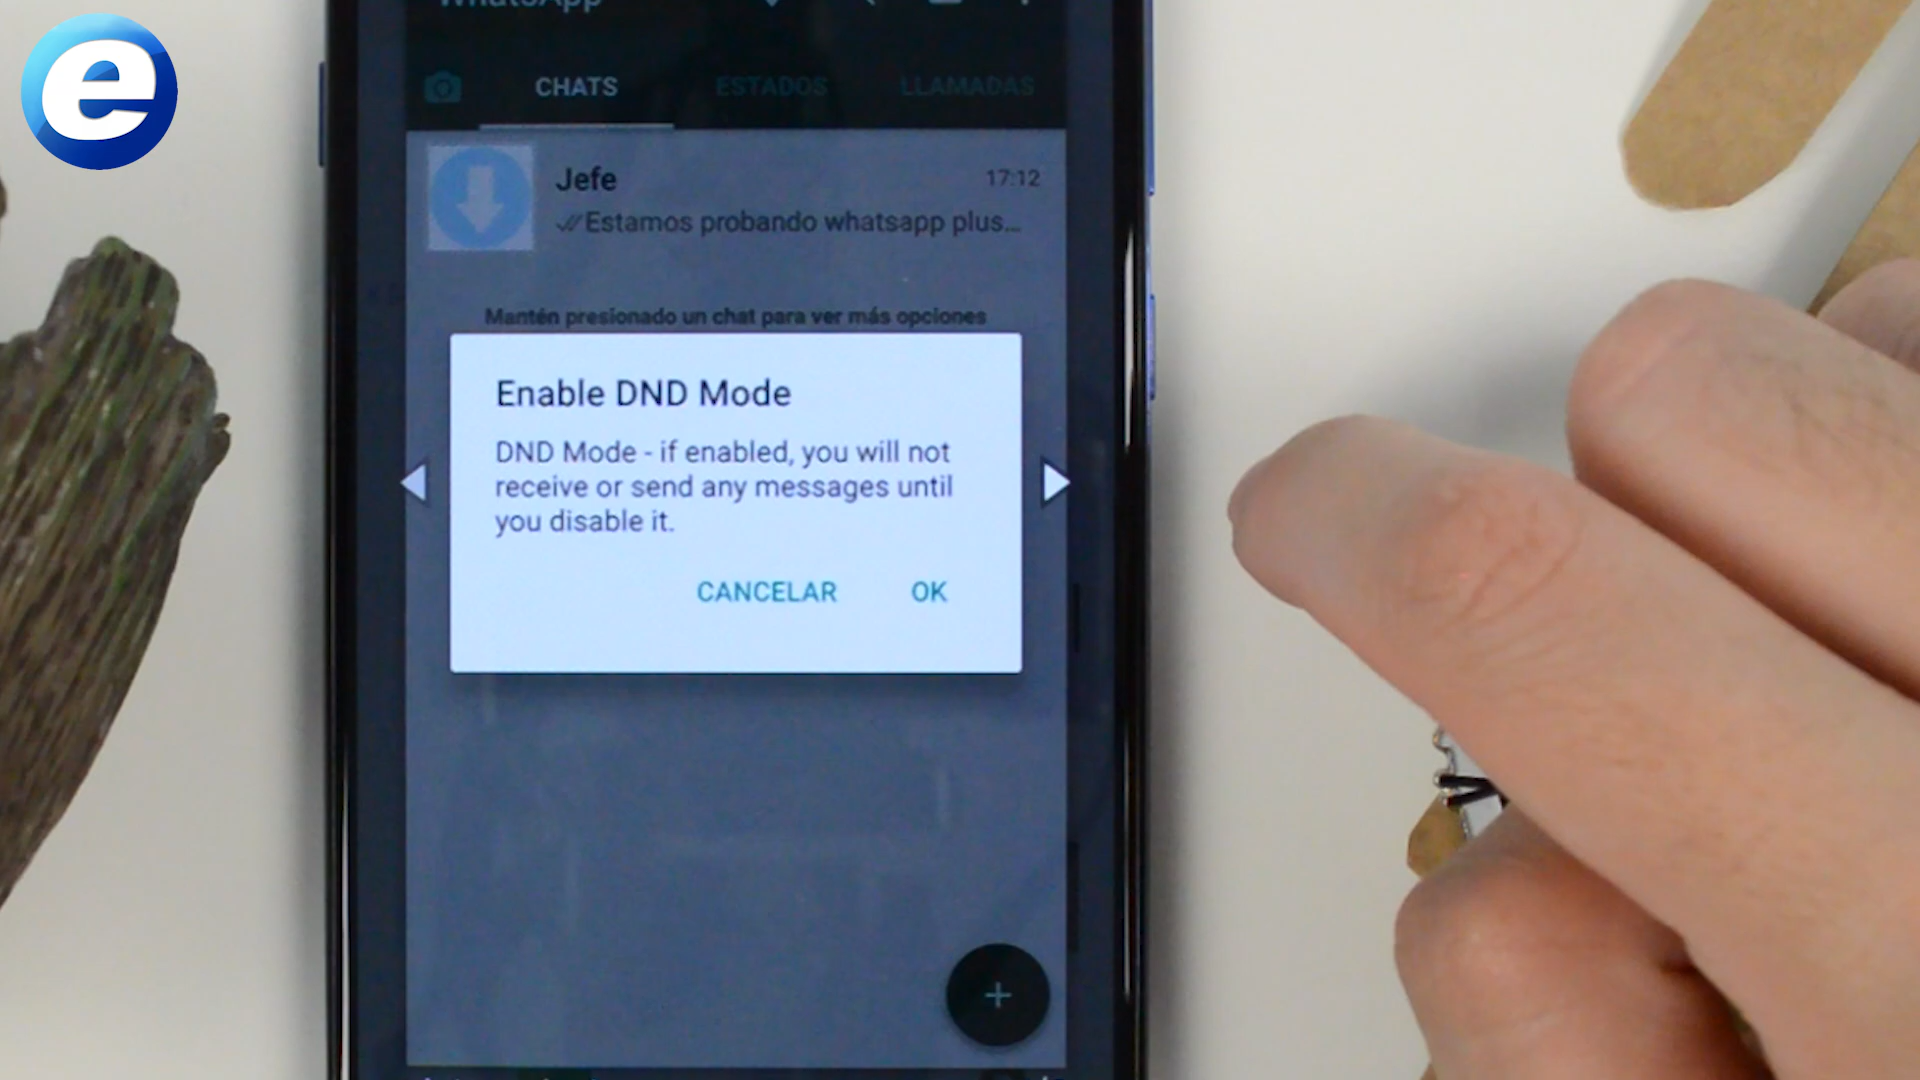 WhatsApp
CHATS ESTADOS LLAMADAS
Jefe 17:12
Estamos probando whatsapp plus...
Mantén presionado un chat para ver más opciones
Enable DND Mode
DND Mode - if enabled, you will not
receive or send any messages until
you disable it.
CANCELAR OK
e